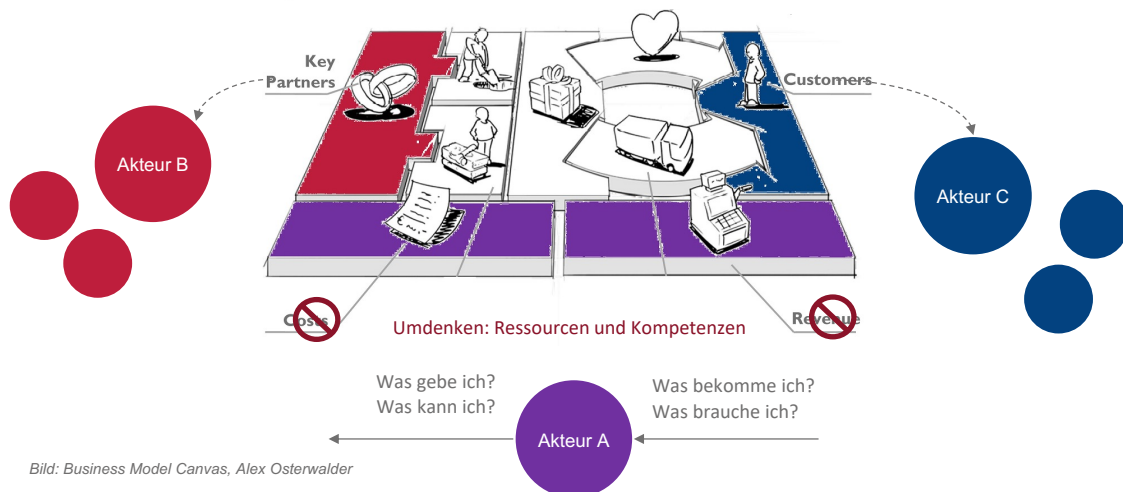 Key
Partners
Customers
Akteur B
Akteur C
Costs
Revenue
Umdenken: Ressourcen und Kompetenzen
Was gebe ich?
Was kann ich?
Was bekomme ich?
Was brauche ich?
Akteur A
Bild: Business Model Canvas, Alex Osterwalder